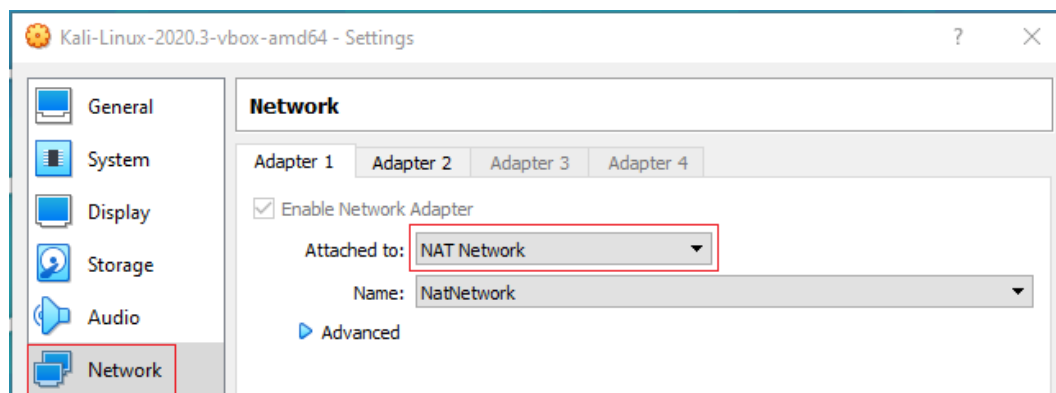 Kali-Linux-2020.3-vbox-amd64 - Settings ?
General
System
Display
Storage
Audio
Network
Network
Adapter 1 Adapter 2 Adapter 3 Adapter 4
Enable Network Adapter
Attached to: NAT Network
Name: NatNetwork
Advanced